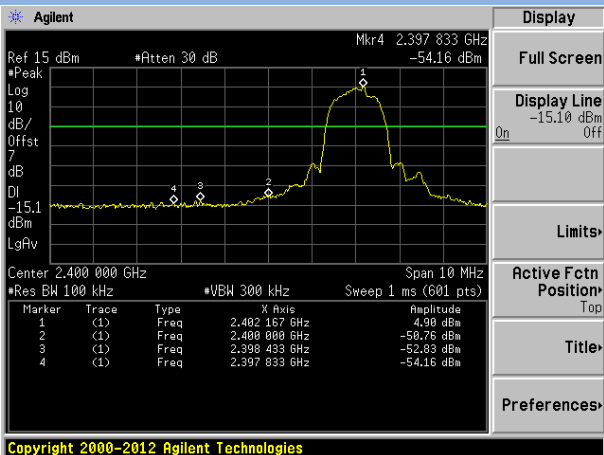 Agilent
Display
Mkr4 2.397 833 GHz
Ref 15 dBm #Atten 30 dB -54.16 dBm
#Peak
Log
10
dB/
Offst
7
dB
DI
-15.1
dBm
LgAv
1
2
3
4
Center 2.400 000 GHz Span 10 MHz
#Res BW 100 kHz #VBW 300 kHz Sweep 1 ms (601 pts)
Marker Trace Type X Axis Amplitude
1 (1) Freq 2.402 167 GHz 4.90 dBm
2 (1) Freq 2.400 000 GHz -50.76 dBm
3 (1) Freq 2.398 433 GHz -52.83 dBm
4 (1) Freq 2.397 833 GHz -54.16 dBm
Full Screen
Display Line
-15.10 dBm
On Off
Limits
Active Fctn
Position
Top
Title
Preferences
Copyright 2000-2012 Agilent Technologies